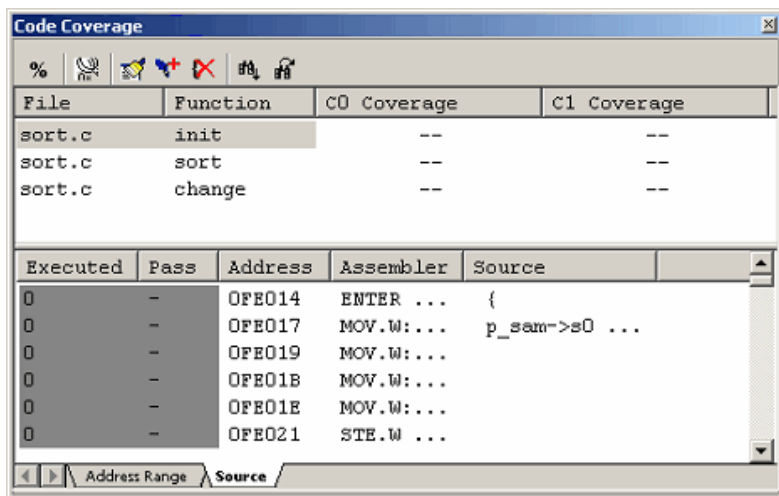 Code Coverage
%
File Function C0 Coverage C1 Coverage
sort.c init -- --
sort.c sort -- --
sort.c change -- --
Executed Pass Address Assembler Source
0 - 0FE014 ENTER ... {
0 - 0FE017 MOV.W:... p_sam->s0 ...
0 - 0FE019 MOV.W:...
0 - 0FE01B MOV.W:...
0 - 0FE01E MOV.W:...
0 - 0FE021 STE.W ...
Address Range Source